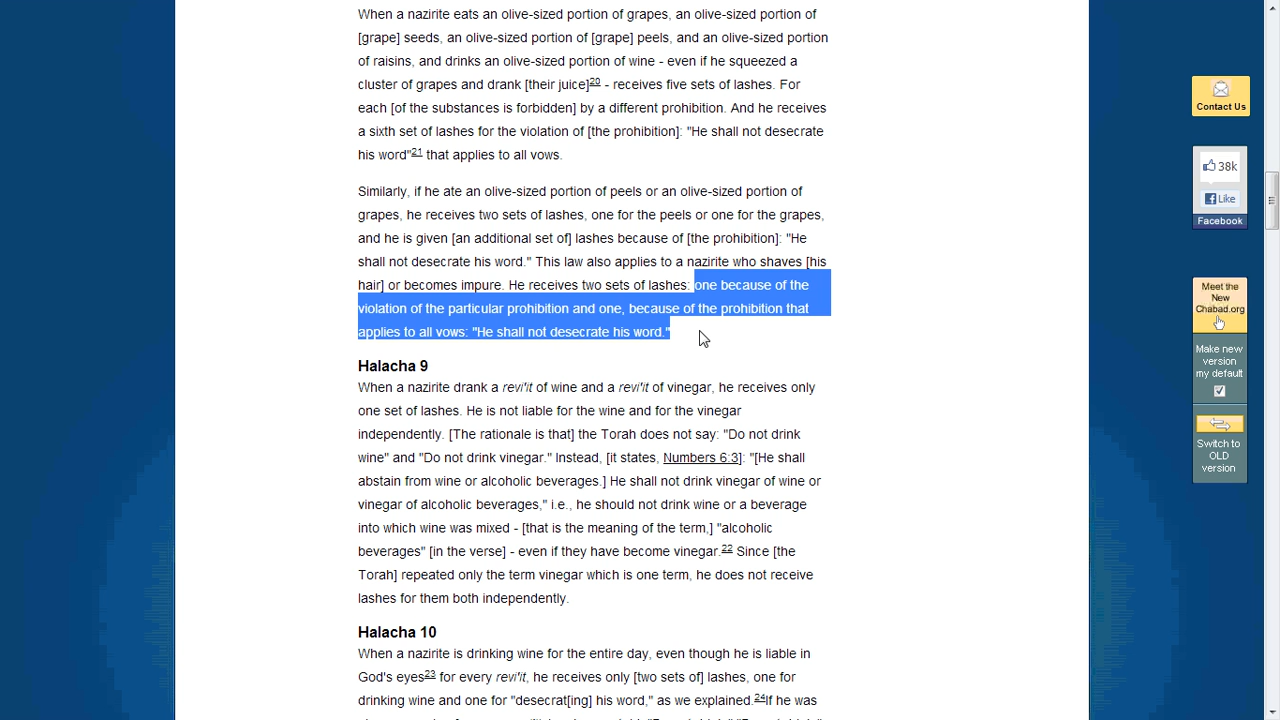 When a nazirite eats an olive-sized portion of grapes, an olive-sized portion of
[grape] seeds, an olive-sized portion of [grape] peels, and an olive-sized portion
of raisins, and drinks an olive-sized portion of wine - even if he squeezed a
cluster of grapes and drank [their juice]20 - receives five sets of lashes. For
each [of the substances is forbidden] by a different prohibition. And he receives
a sixth set of lashes for the violation of [the prohibition]: "He shall not desecrate
his word"21 that applies to all vows.
Similarly, if he ate an olive-sized portion of peels or an olive-sized portion of
grapes, he receives two sets of lashes, one for the peels or one for the grapes,
and he is given [an additional set of] lashes because of [the prohibition]: "He
shall not desecrate his word." This law also applies to a nazirite who shaves [his
hair] or becomes impure. He receives two sets of lashes: one because of the
violation of the particular prohibition and one, because of the prohibition that
applies to all vows: "He shall not desecrate his word."
Halacha 9
When a nazirite drank a revi'it of wine and a revi'it of vinegar, he receives only
one set of lashes. He is not liable for the wine and for the vinegar
independently. [The rationale is that] the Torah does not say: "Do not drink
wine" and "Do not drink vinegar." Instead, [it states, Numbers 6:3]: "[He shall
abstain from wine or alcoholic beverages.] He shall not drink vinegar of wine or
vinegar of alcoholic beverages," i.e., he should not drink wine or a beverage
into which wine was mixed - [that is the meaning of the term,] "alcoholic
beverages" [in the verse] - even if they have become vinegar.22 Since [the
Torah] repeated only the term vinegar which is one term, he does not receive
lashes for them both independently.
Halacha 10
When a nazirite is drinking wine for the entire day, even though he is liable in
God's eyes23 for every revi'it, he receives only [two sets of] lashes, one for
drinking wine and one for "desecrat[ing] his word," as we explained.24If he was
Contact Us
38k
Like
Facebook
Meet the
New
Chabad.org
Make new
version
my default
Switch to
OLD
version